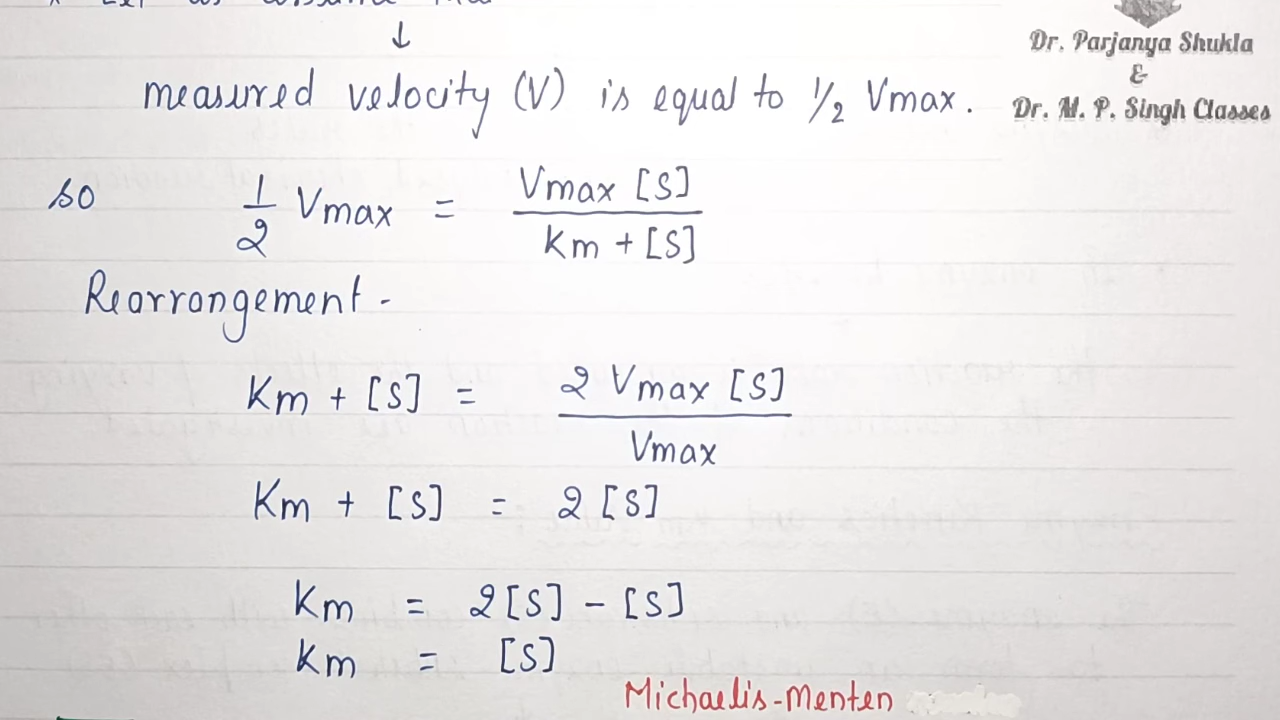 Dr. Parjanya Shukla
&
Dr. M. P. Singh Classes
↓
measured velocity (V) is equal to 1/2 Vmax.
so 1/2 Vmax = Vmax [S] / Km + [S]
Rearrangement -
Km + [S] = 2 Vmax [S] / Vmax
Km + [S] = 2 [S]
Km = 2[S] - [S]
Km = [S]
Michaelis-Menten